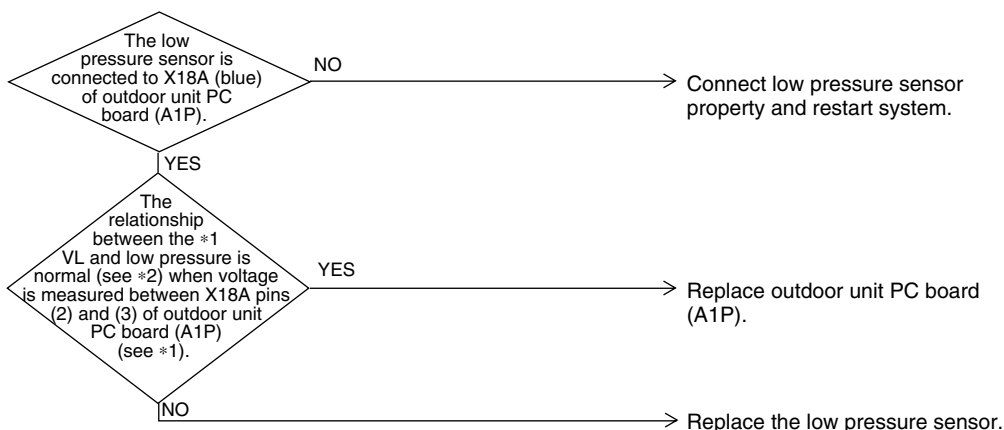 The low
pressure sensor is
connected to X18A (blue)
of outdoor unit PC
board (A1P).
NO
Connect low pressure sensor
property and restart system.
YES
The
relationship
between the *1
VL and low pressure is
normal (see *2) when voltage
is measured between X18A pins
(2) and (3) of outdoor unit
PC board (A1P)
(see *1).
YES
Replace outdoor unit PC board
(A1P).
NO
Replace the low pressure sensor.